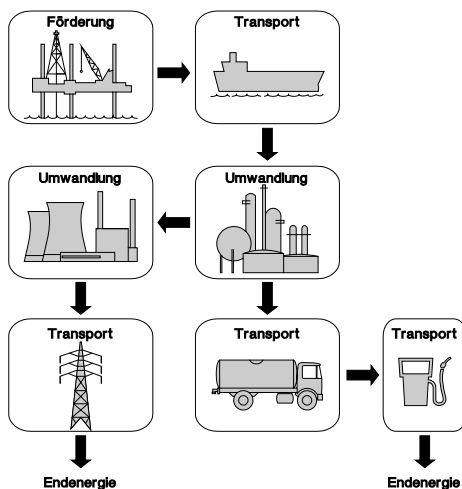 Förderung
Transport
Umwandlung
Umwandlung
Transport
Transport
Transport
Endenergie
Endenergie